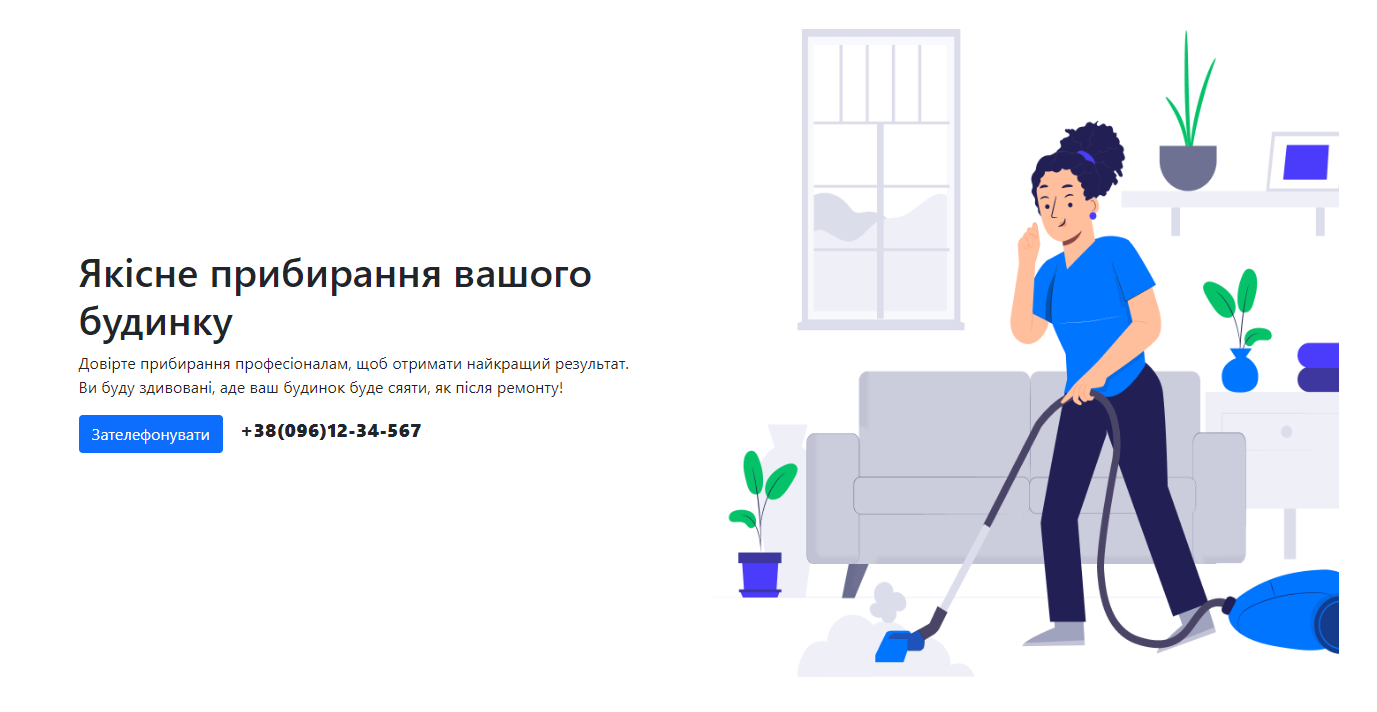 Якісне прибирання вашого
будинку
Довірте прибирання професіоналам, щоб отримати найкращий результат.
Ви буду здивовані, аде ваш будинок буде сяяти, як після ремонту!
Зателефонувати
+38(096)12-34-567